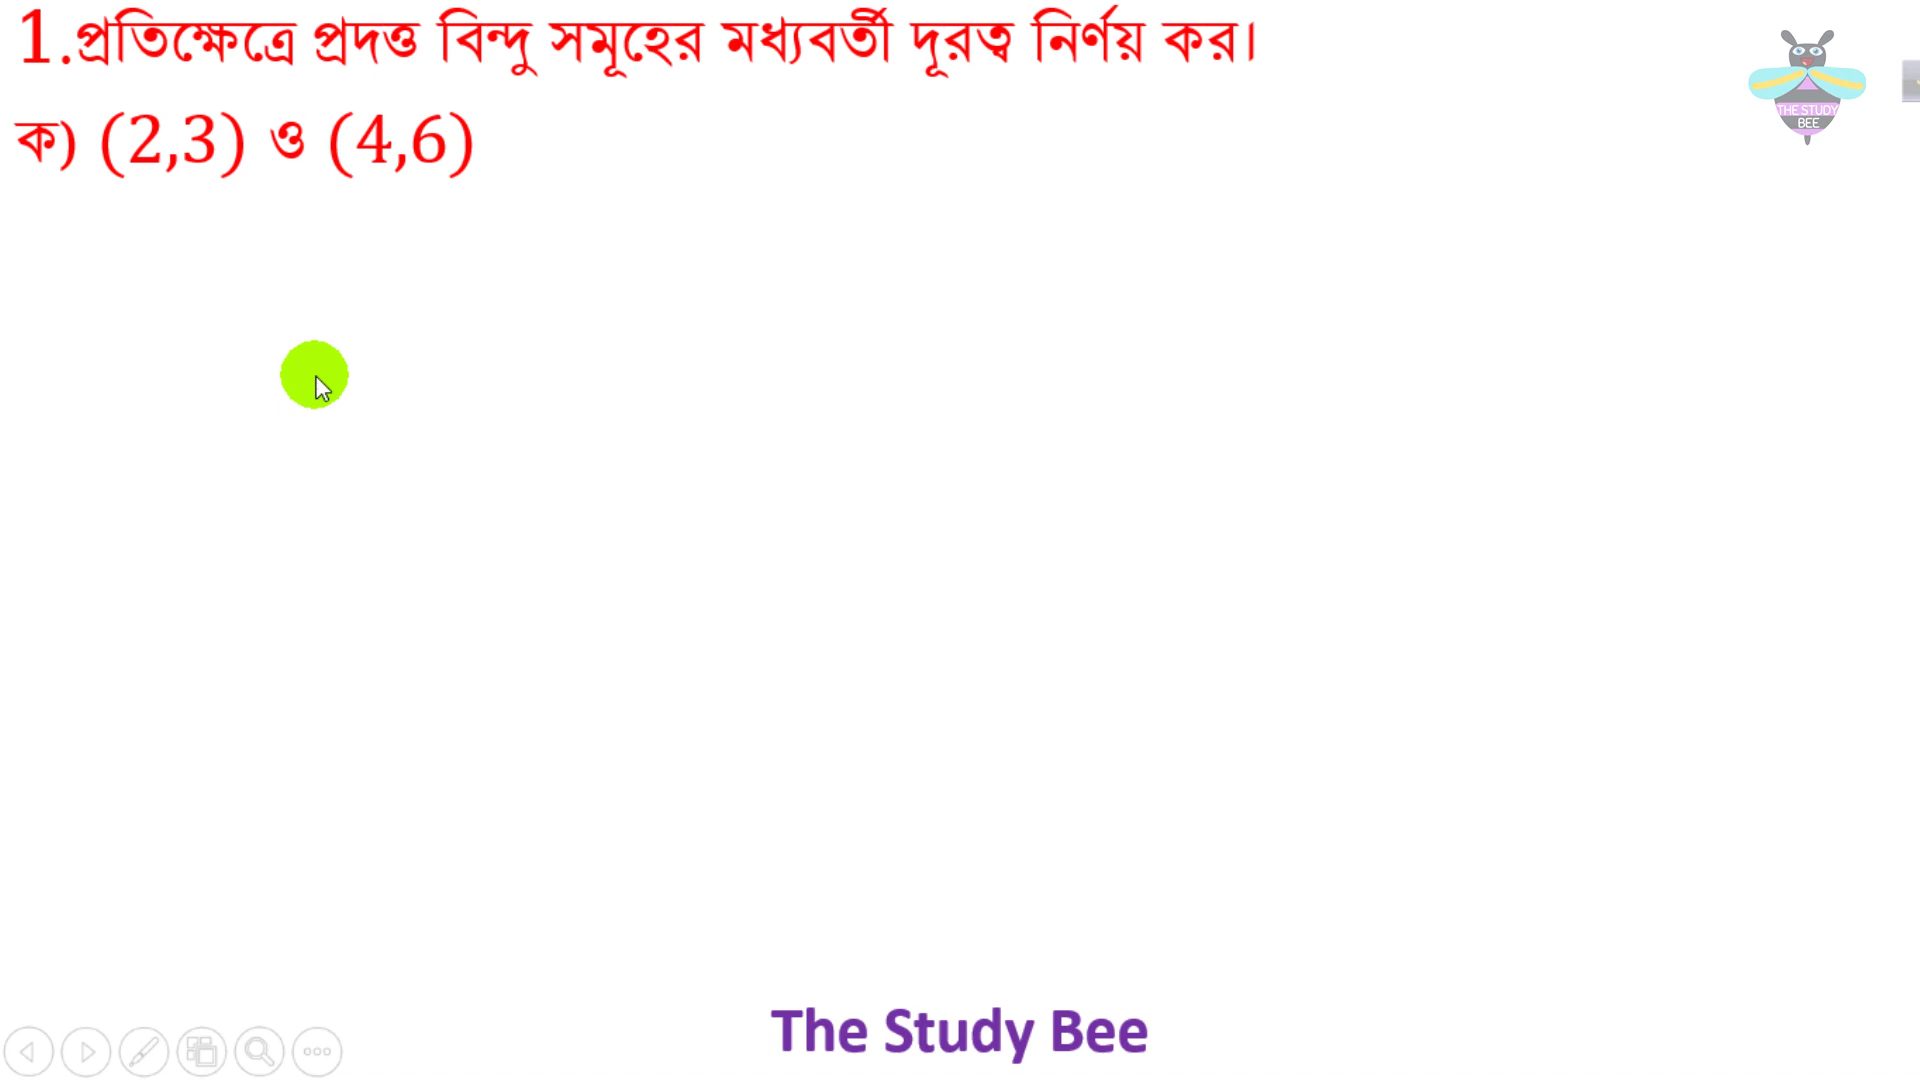 1.প্রতিক্ষেত্রে প্রদত্ত বিন্দু সমূহের মধ্যবর্তী দূরত্ব নির্ণয় কর।
ক) (2,3) ও (4,6)
THE STUDY
BEE
The Study Bee